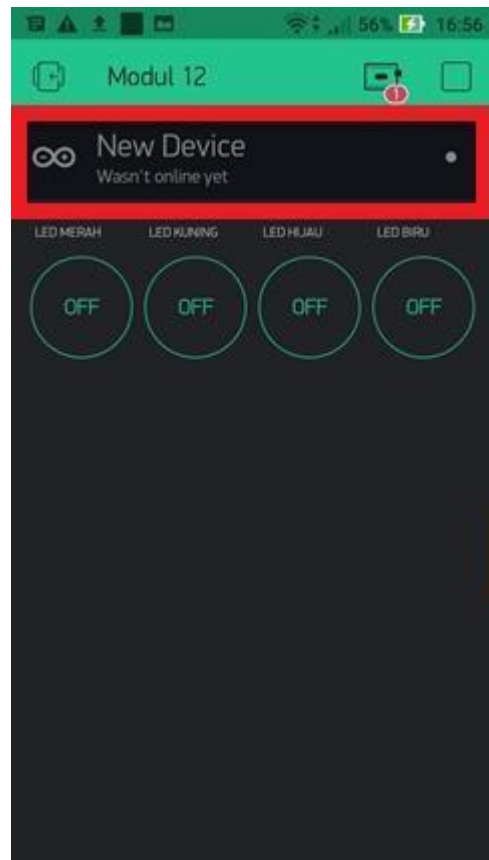 56% 16:56
Modul 12
1
New Device
Wasn't online yet
LED MERAH LED KUNING LED HIJAU LED BIRU
OFF OFF OFF OFF